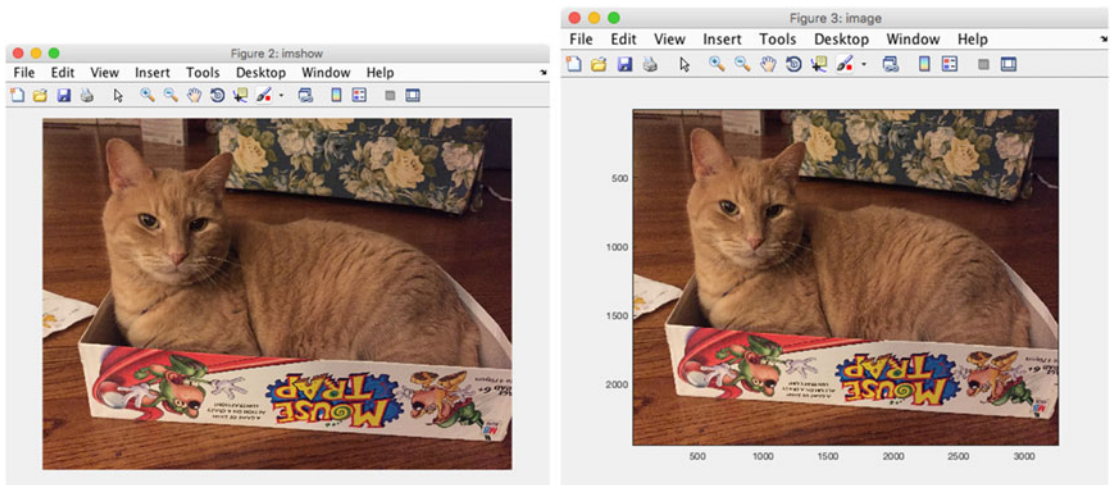 Figure 2: imshow
File Edit View Insert Tools Desktop Window Help
Figure 3: image
File Edit View Insert Tools Desktop Window Help
500
1000
1500
2000
500 1000 1500 2000 2500 3000
MOUSE
TRAP